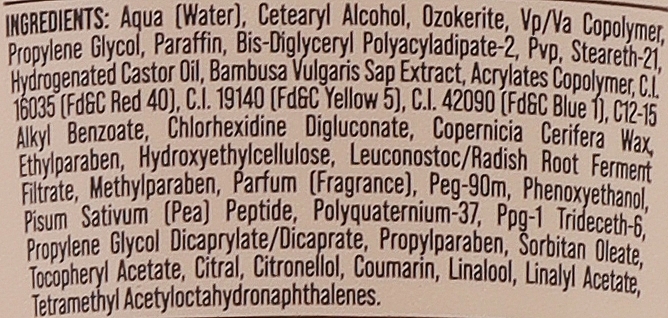 INGREDIENTS: Aqua (Water), Cetearyl Alcohol, Ozokerite, Vp/Va Copolymer,
Propylene Glycol, Paraffin, Bis-Diglyceryl Polyacyladipate-2, Pvp, Steareth-21,
Hydrogenated Castor Oil, Bambusa Vulgaris Sap Extract, Acrylates Copolymer, C.I.
16035 (Fd&C Red 40), C.I. 19140 (Fd&C Yellow 5), C.I. 42090 (Fd&C Blue 1), C12-15
Alkyl Benzoate, Chlorhexidine Digluconate, Copernicia Cerifera Wax,
Ethylparaben, Hydroxyethylcellulose, Leuconostoc/Radish Root Ferment
Filtrate, Methylparaben, Parfum (Fragrance), Peg-90m, Phenoxyethanol,
Pisum Sativum (Pea) Peptide, Polyquaternium-37, Ppg-1 Trideceth-6,
Propylene Glycol Dicaprylate/Dicaprate, Propylparaben, Sorbitan Oleate,
Tocopheryl Acetate, Citral, Citronellol, Coumarin, Linalool, Linalyl Acetate,
Tetramethyl Acetyloctahydronaphthalenes.